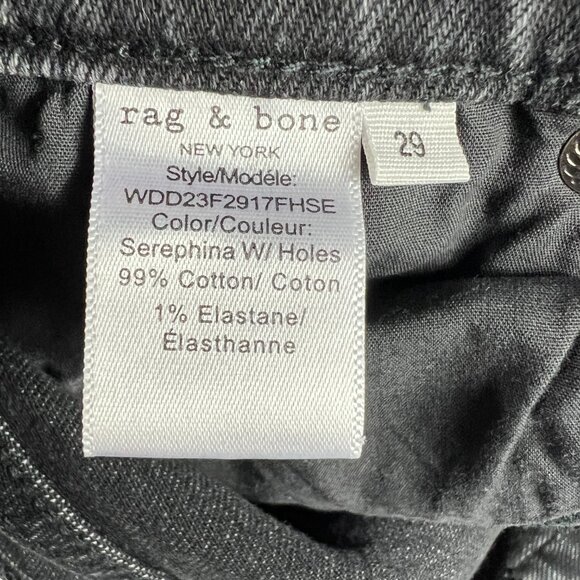 rag & bone
NEW YORK
Style/Modéle:
WDD23F2917FHSE
Color/Couleur:
Serephina W/ Holes
99% Cotton/ Coton
1% Elastane/
Élasthanne
29